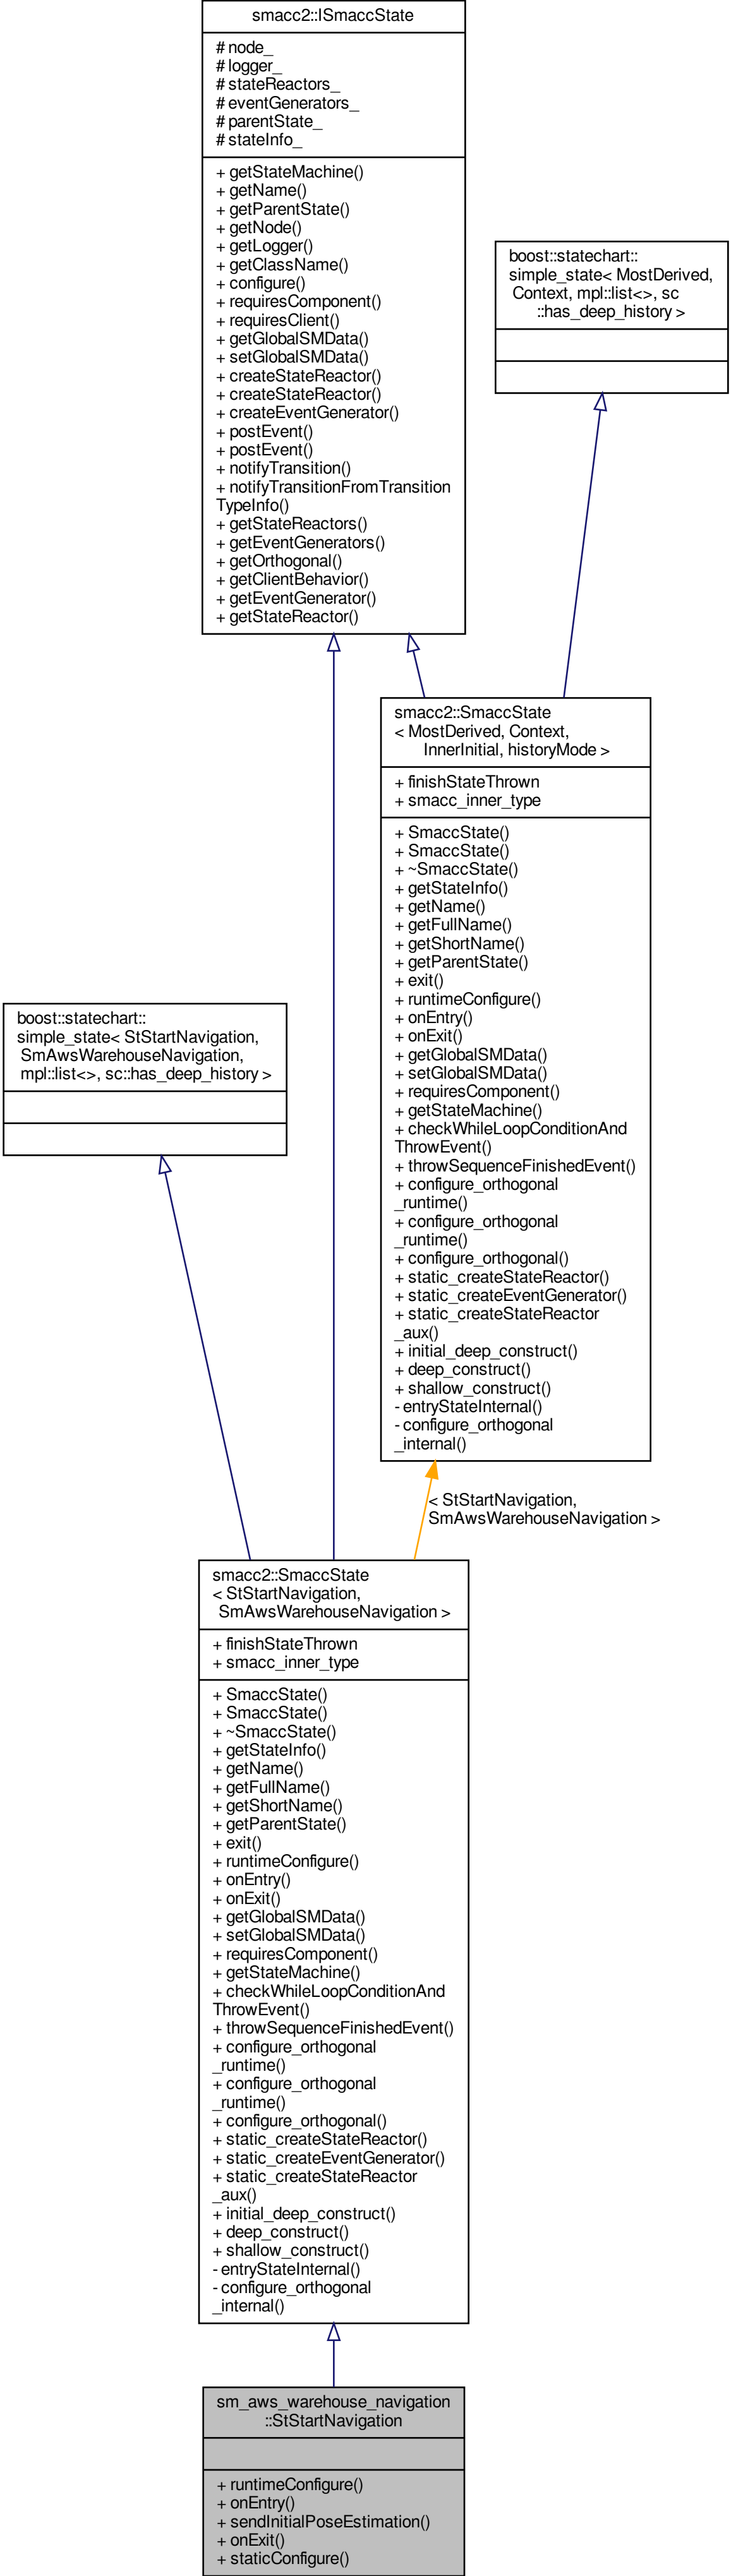 smacc2::ISmaccState
# node_
# logger_
# stateReactors_
# eventGenerators_
# parentState_
# stateInfo_
+ getStateMachine()
+ getName()
+ getParentState()
+ getNode()
+ getLogger()
+ getClassName()
+ configure()
+ requiresComponent()
+ requiresClient()
+ getGlobalSMData()
+ setGlobalSMData()
+ createStateReactor()
+ createStateReactor()
+ createEventGenerator()
+ postEvent()
+ postEvent()
+ notifyTransition()
+ notifyTransitionFromTransition
TypeInfo()
+ getStateReactors()
+ getEventGenerators()
+ getOrthogonal()
+ getClientBehavior()
+ getEventGenerator()
+ getStateReactor()
boost::statechart::
simple_state< MostDerived,
Context, mpl::list<>, sc
::has_deep_history >
smacc2::SmaccState
< MostDerived, Context,
InnerInitial, historyMode >
+ finishStateThrown
+ smacc_inner_type
+ SmaccState()
+ SmaccState()
+ ~SmaccState()
+ getStateInfo()
+ getName()
+ getFullName()
+ getShortName()
+ getParentState()
+ exit()
+ runtimeConfigure()
+ onEntry()
+ onExit()
+ getGlobalSMData()
+ setGlobalSMData()
+ requiresComponent()
+ getStateMachine()
+ checkWhileLoopConditionAnd
ThrowEvent()
+ throwSequenceFinishedEvent()
+ configure_orthogonal
_runtime()
+ configure_orthogonal
_runtime()
+ configure_orthogonal()
+ static_createStateReactor()
+ static_createEventGenerator()
+ static_createStateReactor
_aux()
+ initial_deep_construct()
+ deep_construct()
+ shallow_construct()
- entryStateInternal()
- configure_orthogonal
_internal()
boost::statechart::
simple_state< StStartNavigation,
SmAwsWarehouseNavigation,
mpl::list<>, sc::has_deep_history >
< StStartNavigation,
SmAwsWarehouseNavigation >
smacc2::SmaccState
< StStartNavigation,
SmAwsWarehouseNavigation >
+ finishStateThrown
+ smacc_inner_type
+ SmaccState()
+ SmaccState()
+ ~SmaccState()
+ getStateInfo()
+ getName()
+ getFullName()
+ getShortName()
+ getParentState()
+ exit()
+ runtimeConfigure()
+ onEntry()
+ onExit()
+ getGlobalSMData()
+ setGlobalSMData()
+ requiresComponent()
+ getStateMachine()
+ checkWhileLoopConditionAnd
ThrowEvent()
+ throwSequenceFinishedEvent()
+ configure_orthogonal
_runtime()
+ configure_orthogonal
_runtime()
+ configure_orthogonal()
+ static_createStateReactor()
+ static_createEventGenerator()
+ static_createStateReactor
_aux()
+ initial_deep_construct()
+ deep_construct()
+ shallow_construct()
- entryStateInternal()
- configure_orthogonal
_internal()
sm_aws_warehouse_navigation
::StStartNavigation
+ runtimeConfigure()
+ onEntry()
+ sendInitialPoseEstimation()
+ onExit()
+ staticConfigure()